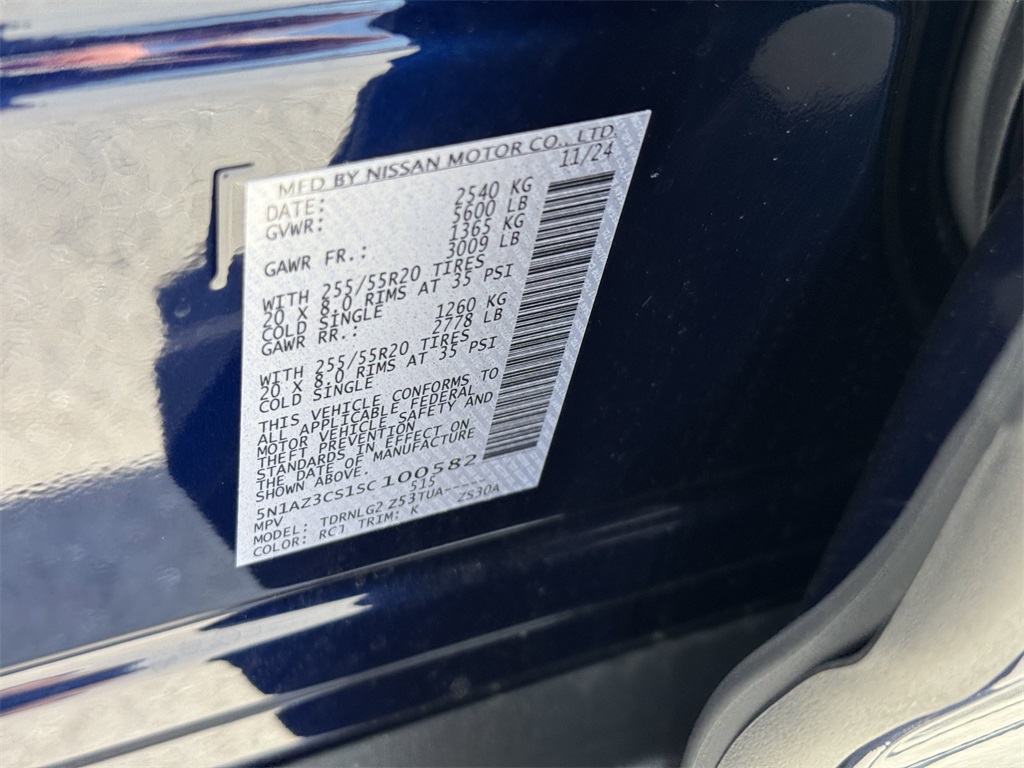 MFD BY NISSAN MOTOR CO., LTD.
DATE: 11/24
GVWR: 2540 KG
5600 LB
GAWR FR.: 1365 KG
3009 LB
WITH 255/55R20 TIRES
20 X 8.0 RIMS AT 35 PSI
COLD SINGLE
GAWR RR.: 1260 KG
2778 LB
WITH 255/55R20 TIRES
20 X 8.0 RIMS AT 35 PSI
COLD SINGLE
THIS VEHICLE CONFORMS TO
ALL APPLICABLE FEDERAL
MOTOR VEHICLE SAFETY AND
THEFT PREVENTION
STANDARDS IN EFFECT ON
THE DATE OF MANUFACTURE
SHOWN ABOVE.
5N1AZ3CS1SC100582
MPV 515
MODEL: TDRNLG2 Z53TUA-----
COLOR: RCJ TRIM: K ZS30A